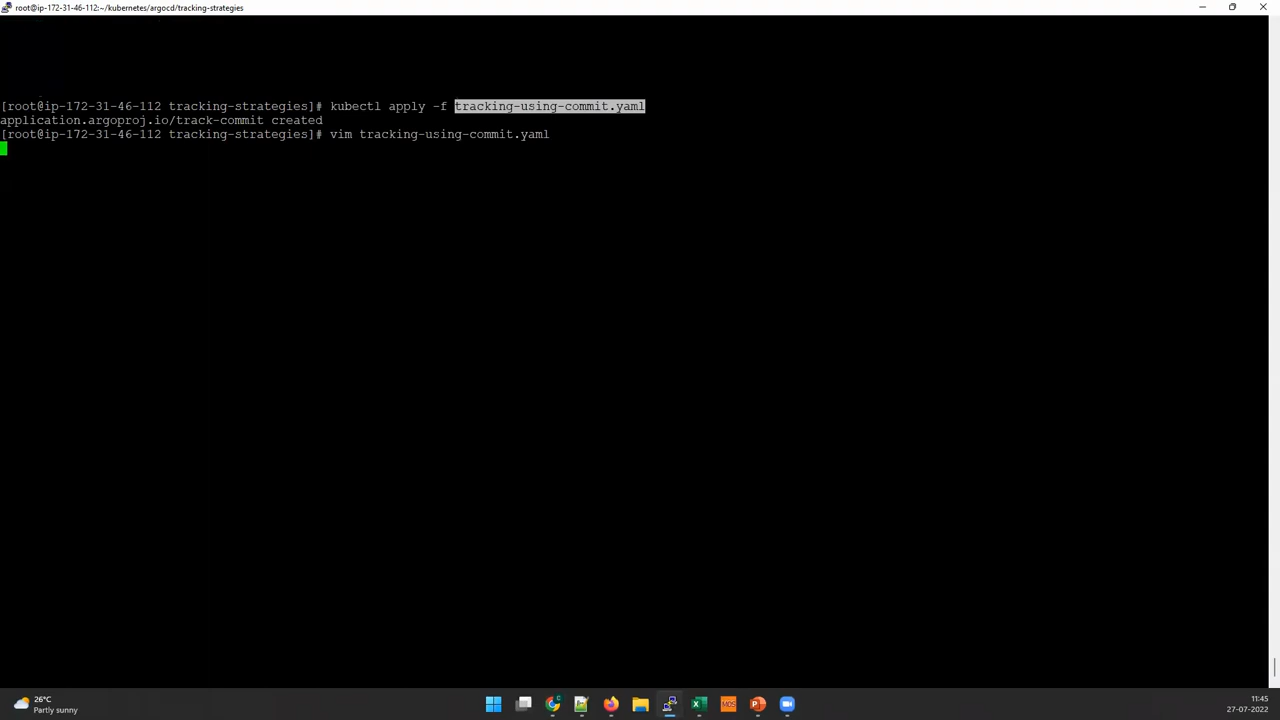 root@ip-172-31-46-112:~/kubernetes/argocd/tracking-strategies
[root@ip-172-31-46-112 tracking-strategies]# kubectl apply -f tracking-using-commit.yaml
application.argoproj.io/track-commit created
[root@ip-172-31-46-112 tracking-strategies]# vim tracking-using-commit.yaml
26°C
Partly sunny
MDS
11:45
27-07-2022